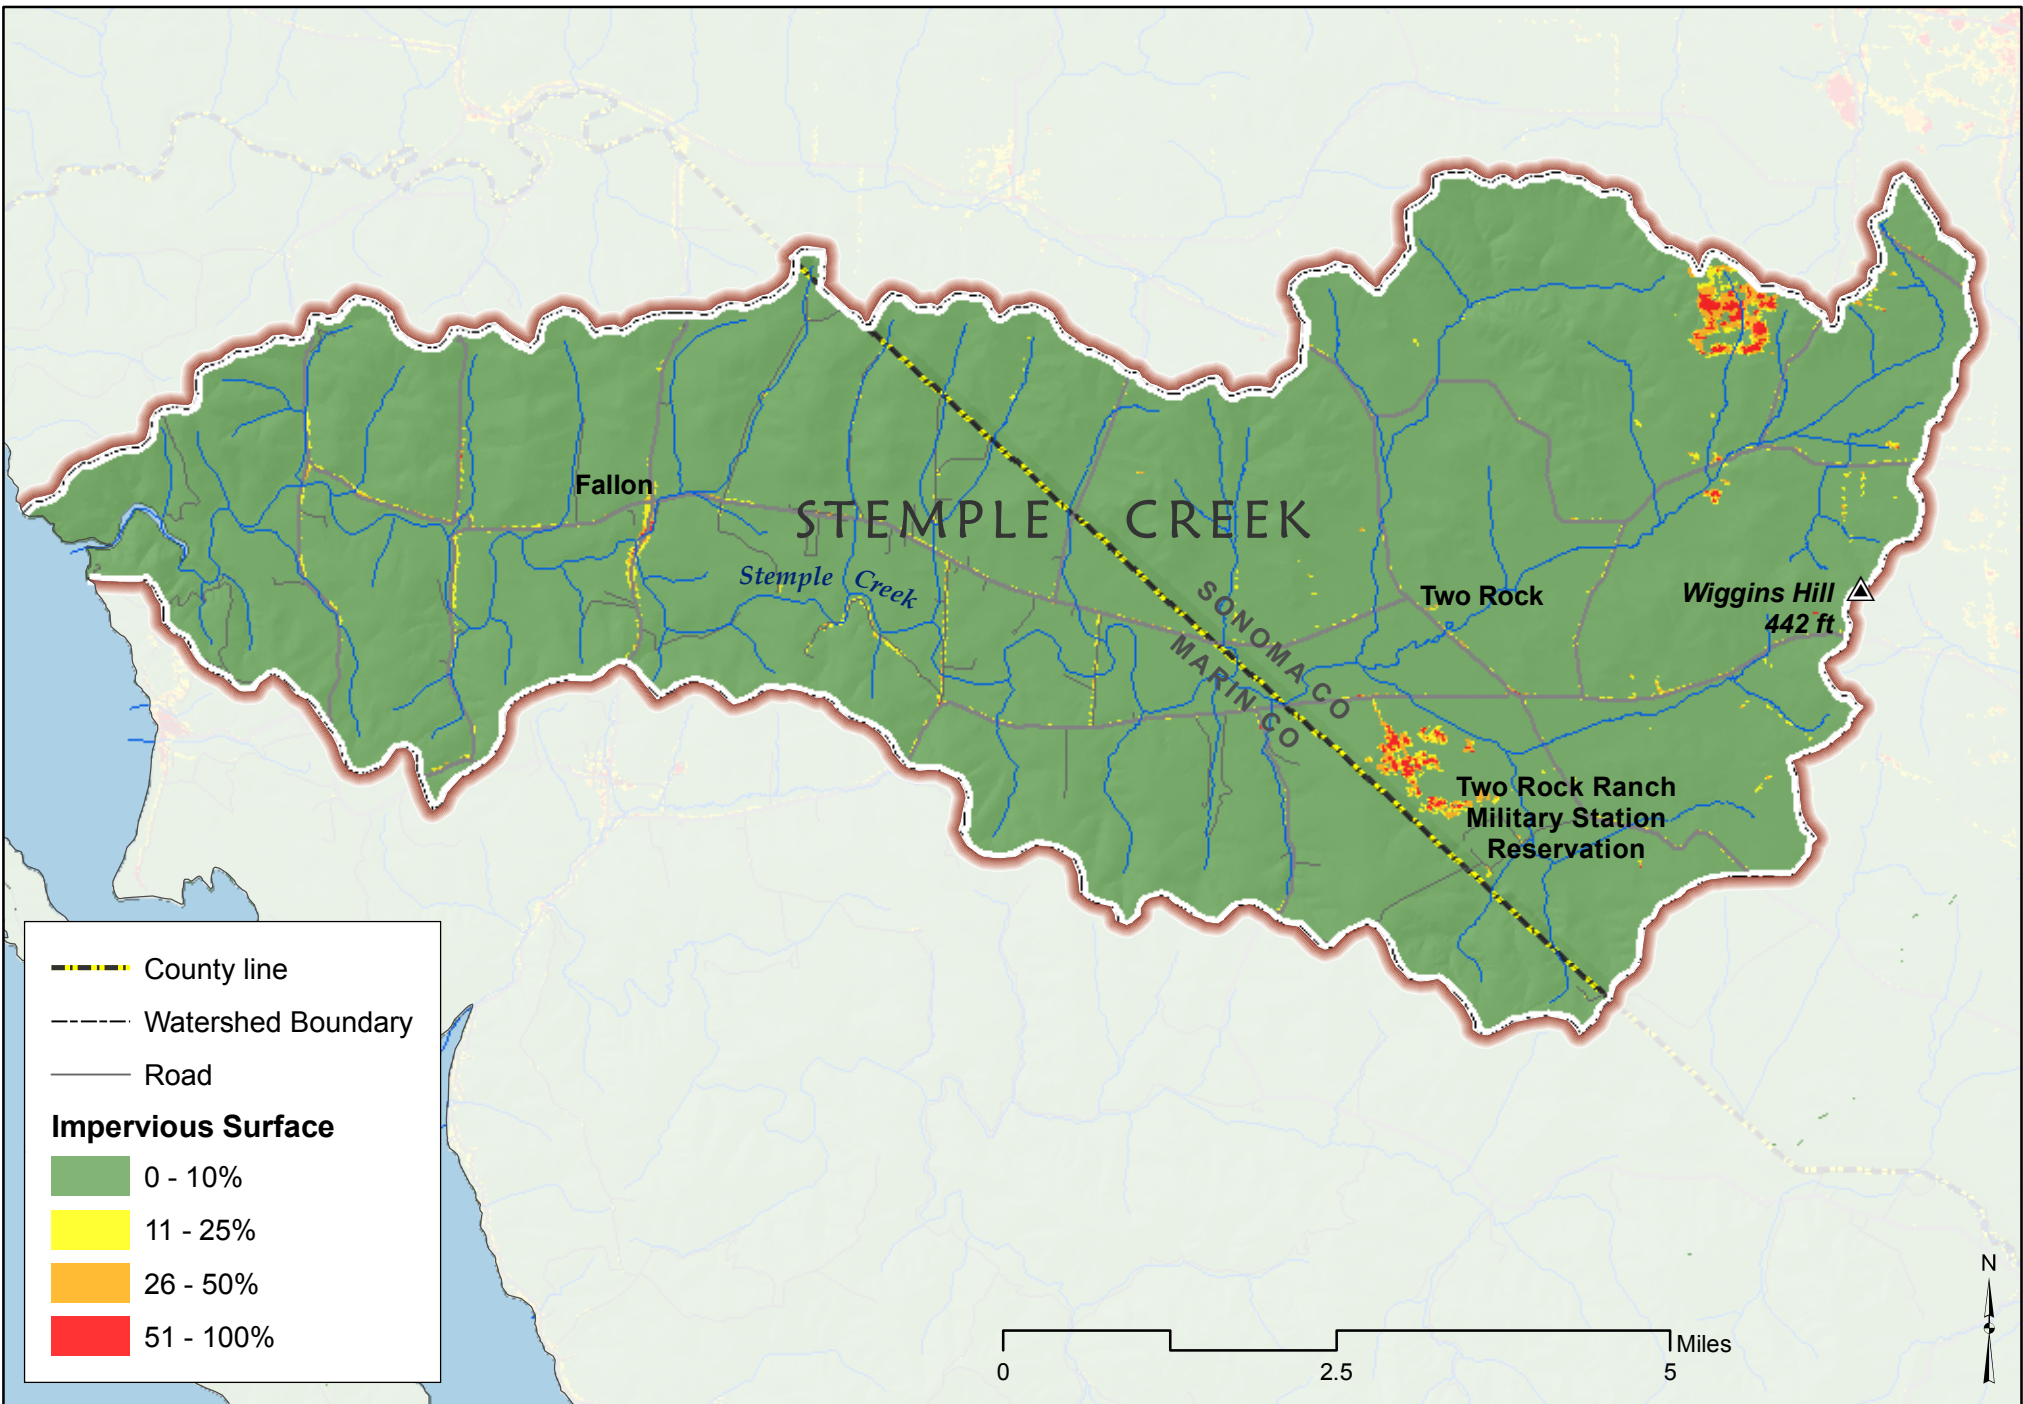 Fallon
STEMPLE CREEK
Stemple Creek
SONOMA CO
MARIN CO
Two Rock
Wiggins Hill
442 ft
Two Rock Ranch
Military Station
Reservation
County line
Watershed Boundary
Road
Impervious Surface
0 - 10%
11 - 25%
26 - 50%
51 - 100%
Miles
0 2.5 5
N